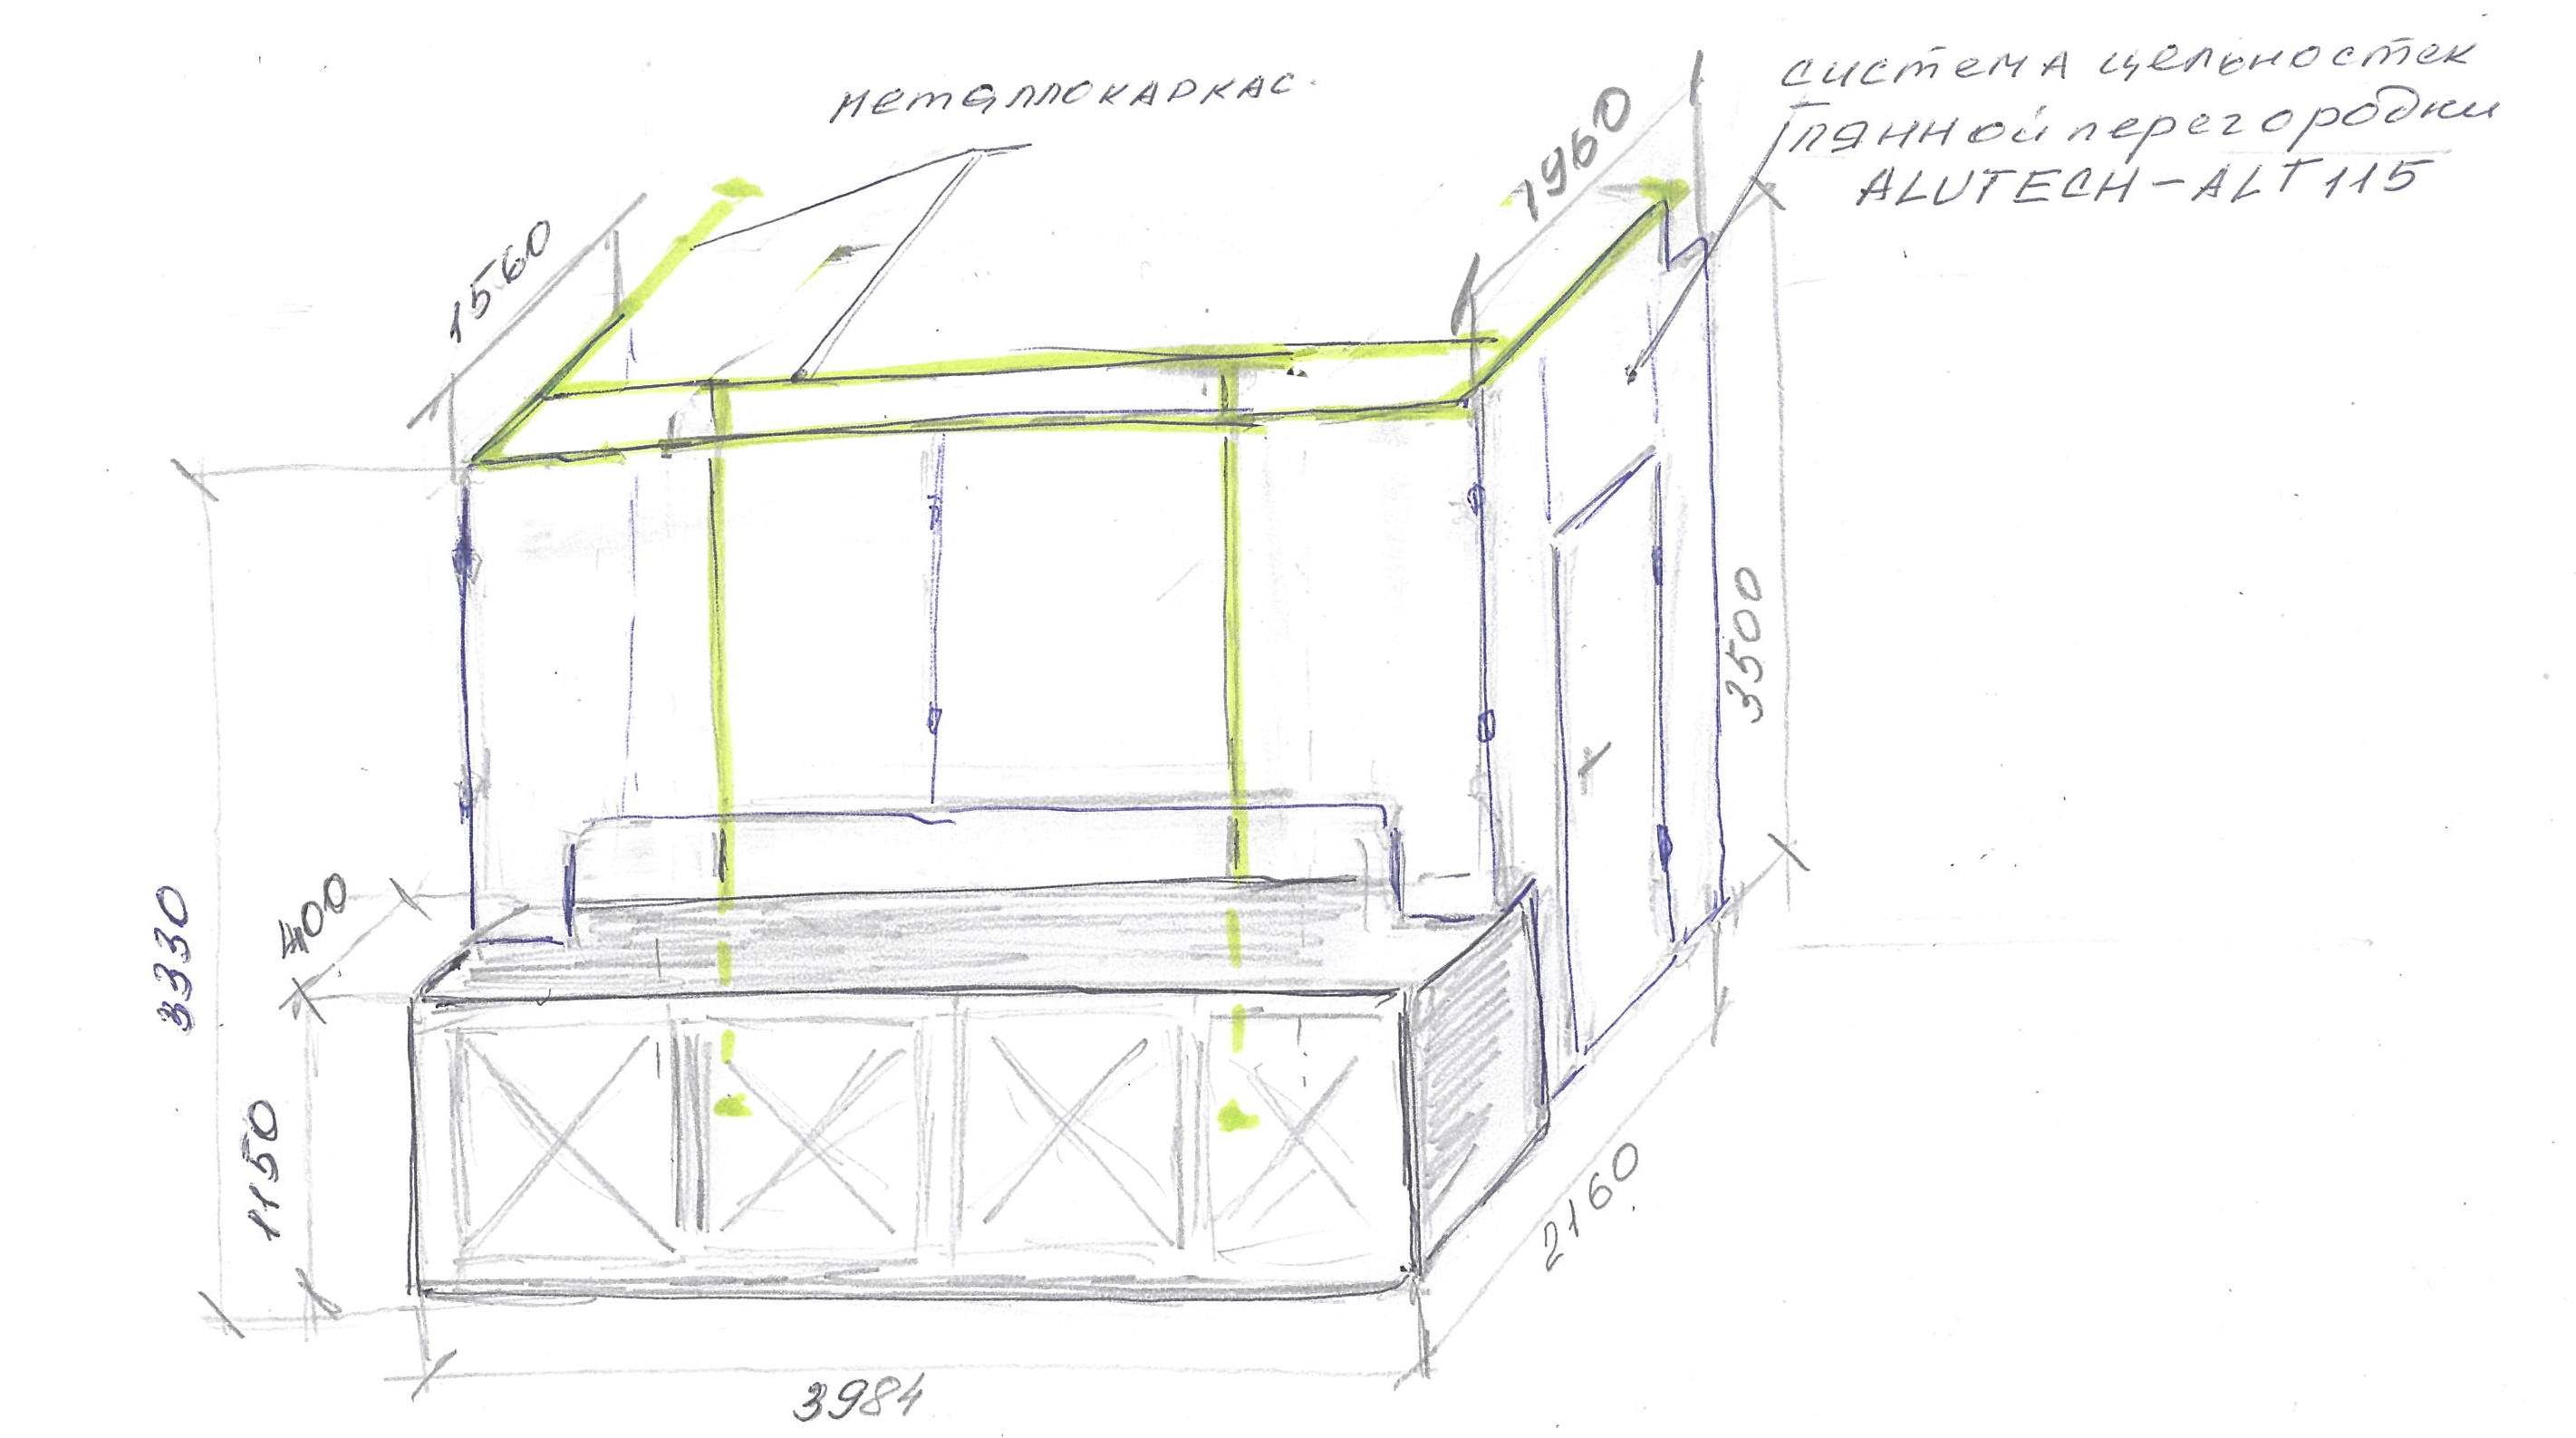 металлокаркас.
система цельностек
лянной перегородки
ALUTECH-ALT115
1560
1960
3500
3330
400
1150
2160
3984